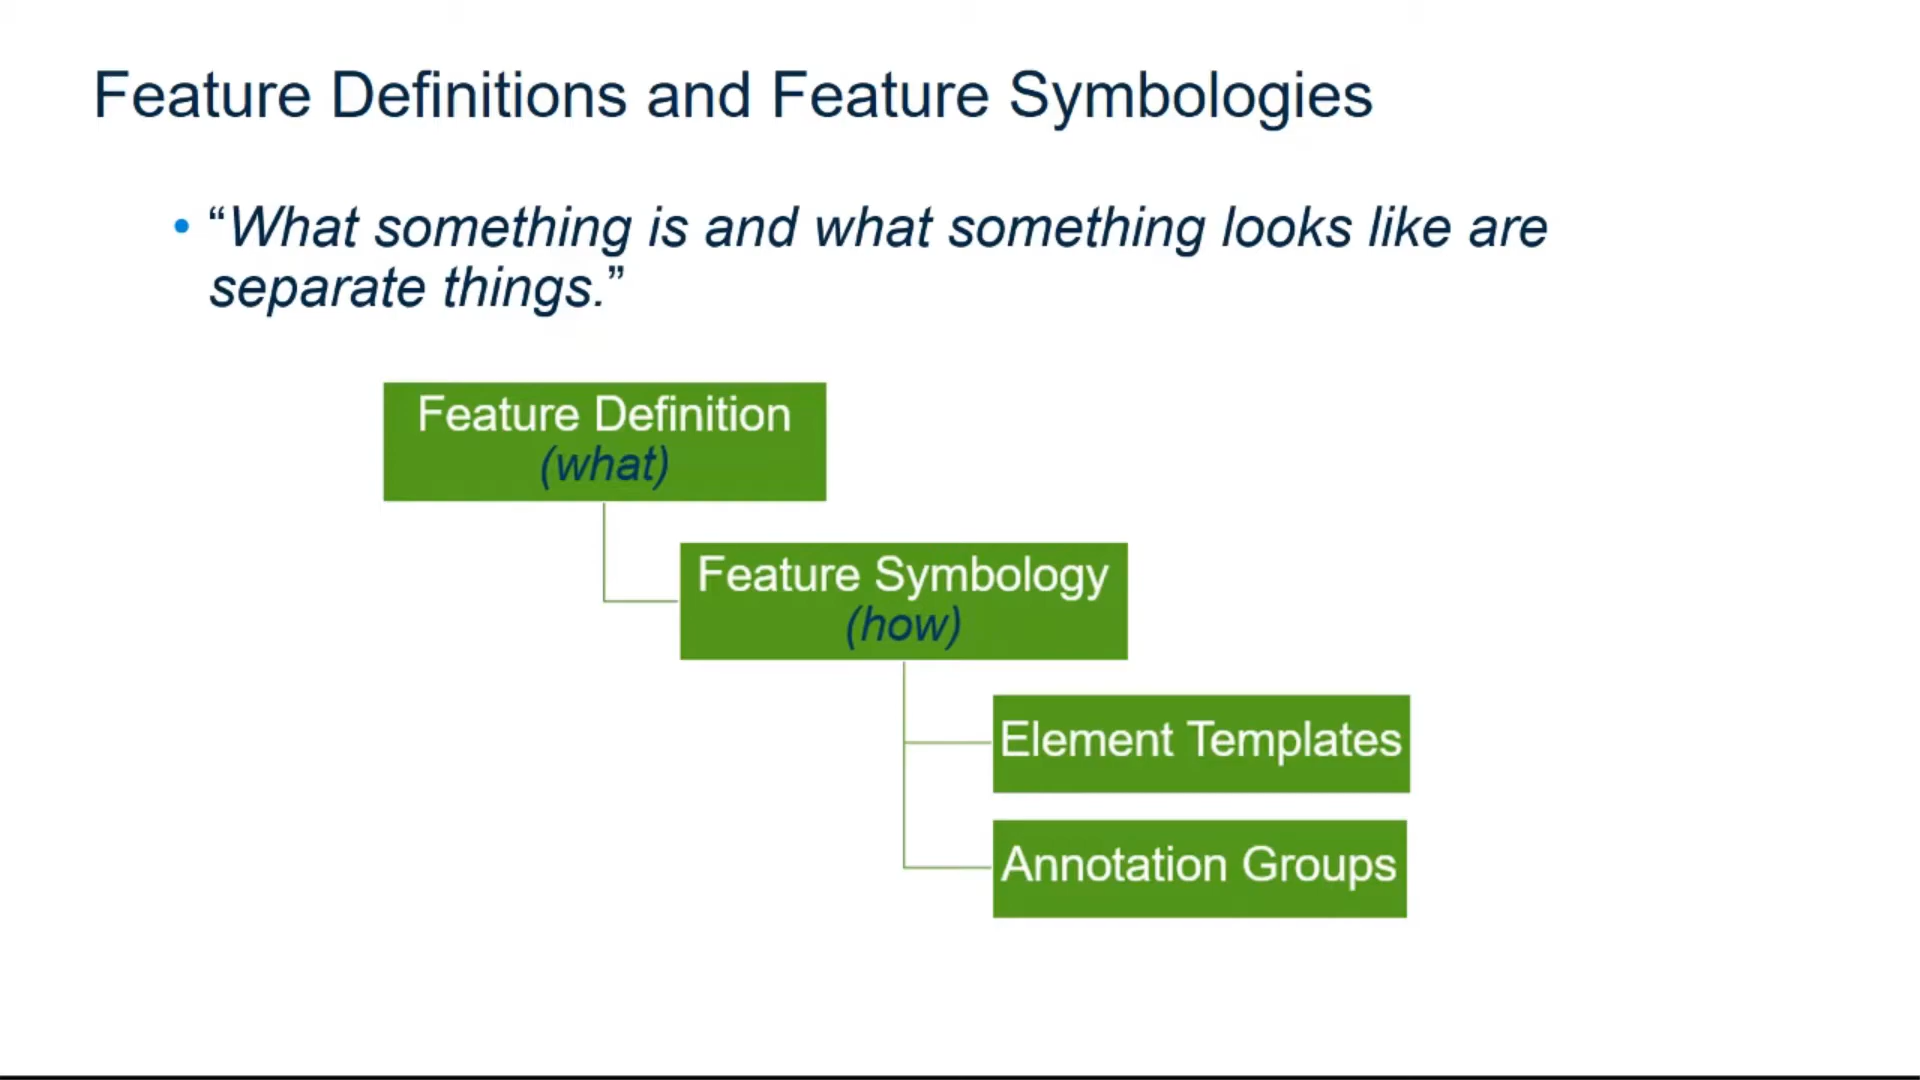 Feature Definitions and Feature Symbologies
• “What something is and what something looks like are
separate things.”
Feature Definition
(what)
Feature Symbology
(how)
Element Templates
Annotation Groups